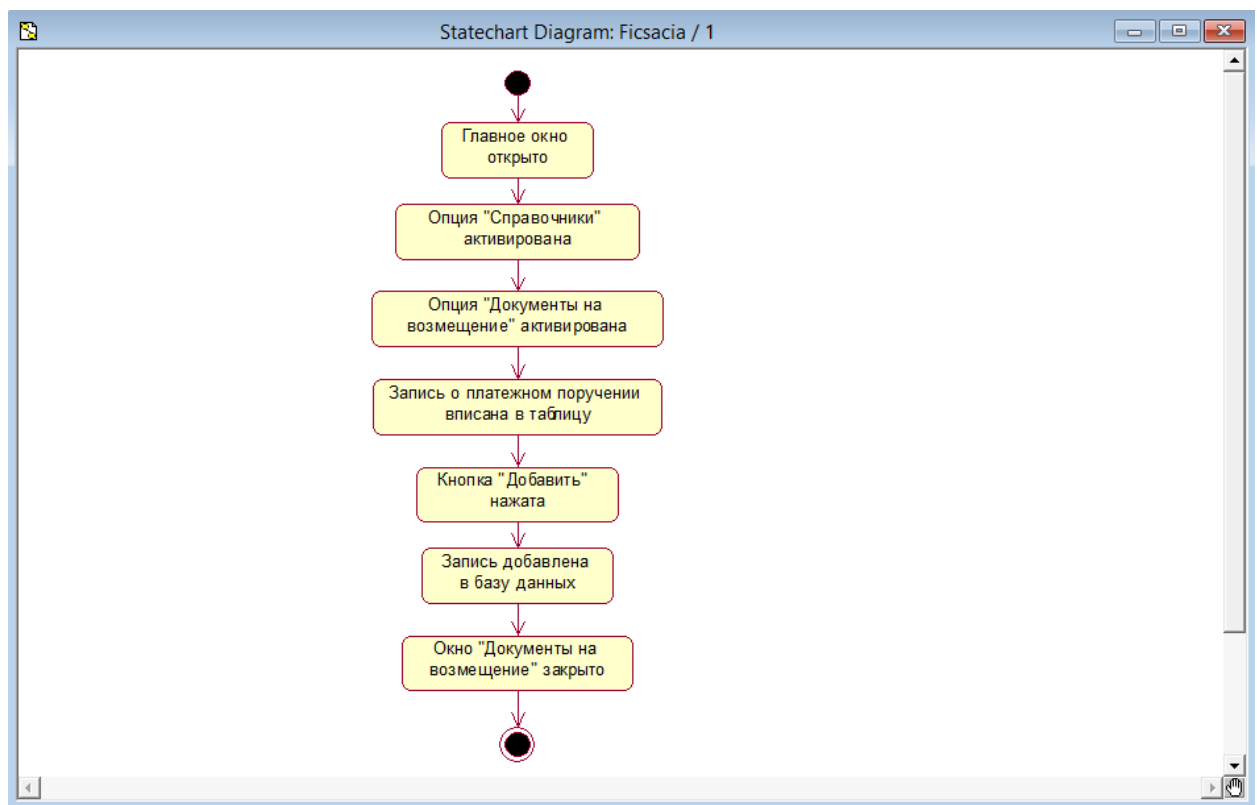 Statechart Diagram: Ficsacia / 1
Главное окно
открыто
Опция "Справочники"
активирована
Опция "Документы на
возмещение" активирована
Запись о платежном поручении
вписана в таблицу
Кнопка "Добавить"
нажата
Запись добавлена
в базу данных
Окно "Документы на
возмещение" закрыто